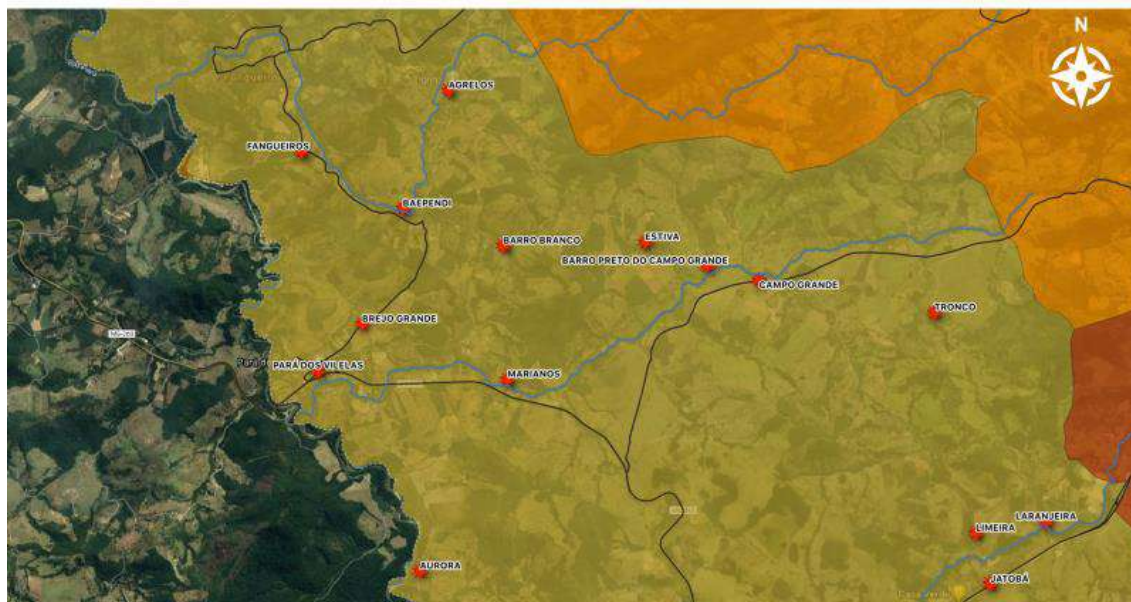 N
AGRELOS
FANGUEIROS
BAEPENDI
BARRO BRANCO
ESTIVA
BARRO PRETO DO CAMPO GRANDE
CAMPO GRANDE
TRONCO
BREJO GRANDE
PARÁ DOS VILELAS
MARIANOS
LARANJEIRA
LIMEIRA
AURORA
JATOBÁ